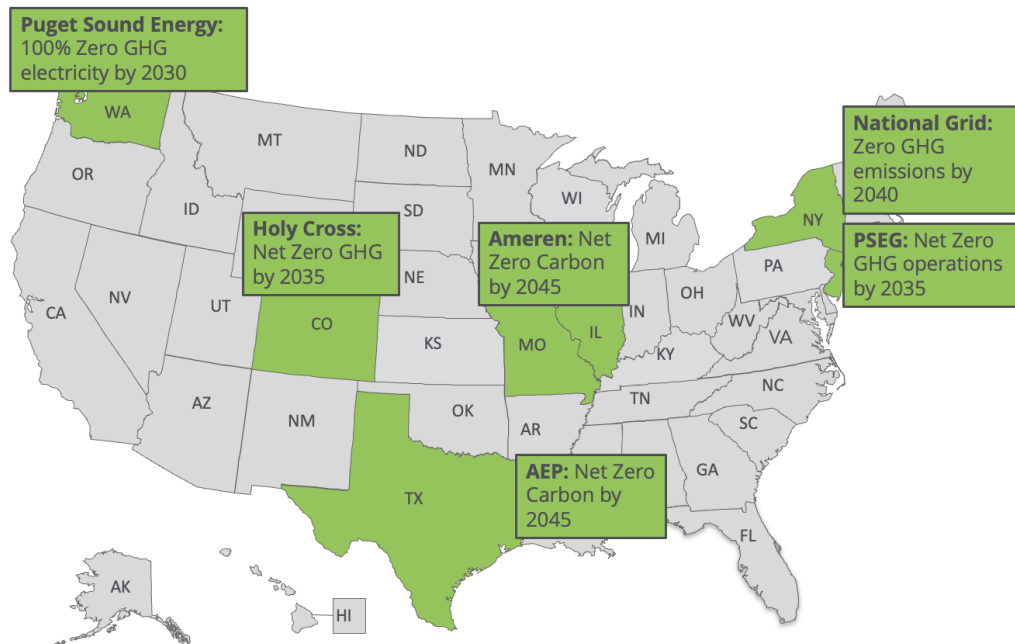 Puget Sound Energy:
100% Zero GHG
electricity by 2030
WA
MT
ND
MN
OR
ID
SD
WI
MI
National Grid:
Zero GHG
emissions by
2040
NY
Holy Cross:
Net Zero GHG
by 2035
Ameren: Net
Zero Carbon
by 2045
PSEG: Net Zero
GHG operations
by 2035
PA
NE
NV
UT
CA
CO
KS
MO
IL
IN
OH
WV
VA
KY
AZ
NM
OK
AR
TN
NC
SC
GA
AEP: Net Zero
Carbon by
2045
TX
FL
AK
HI